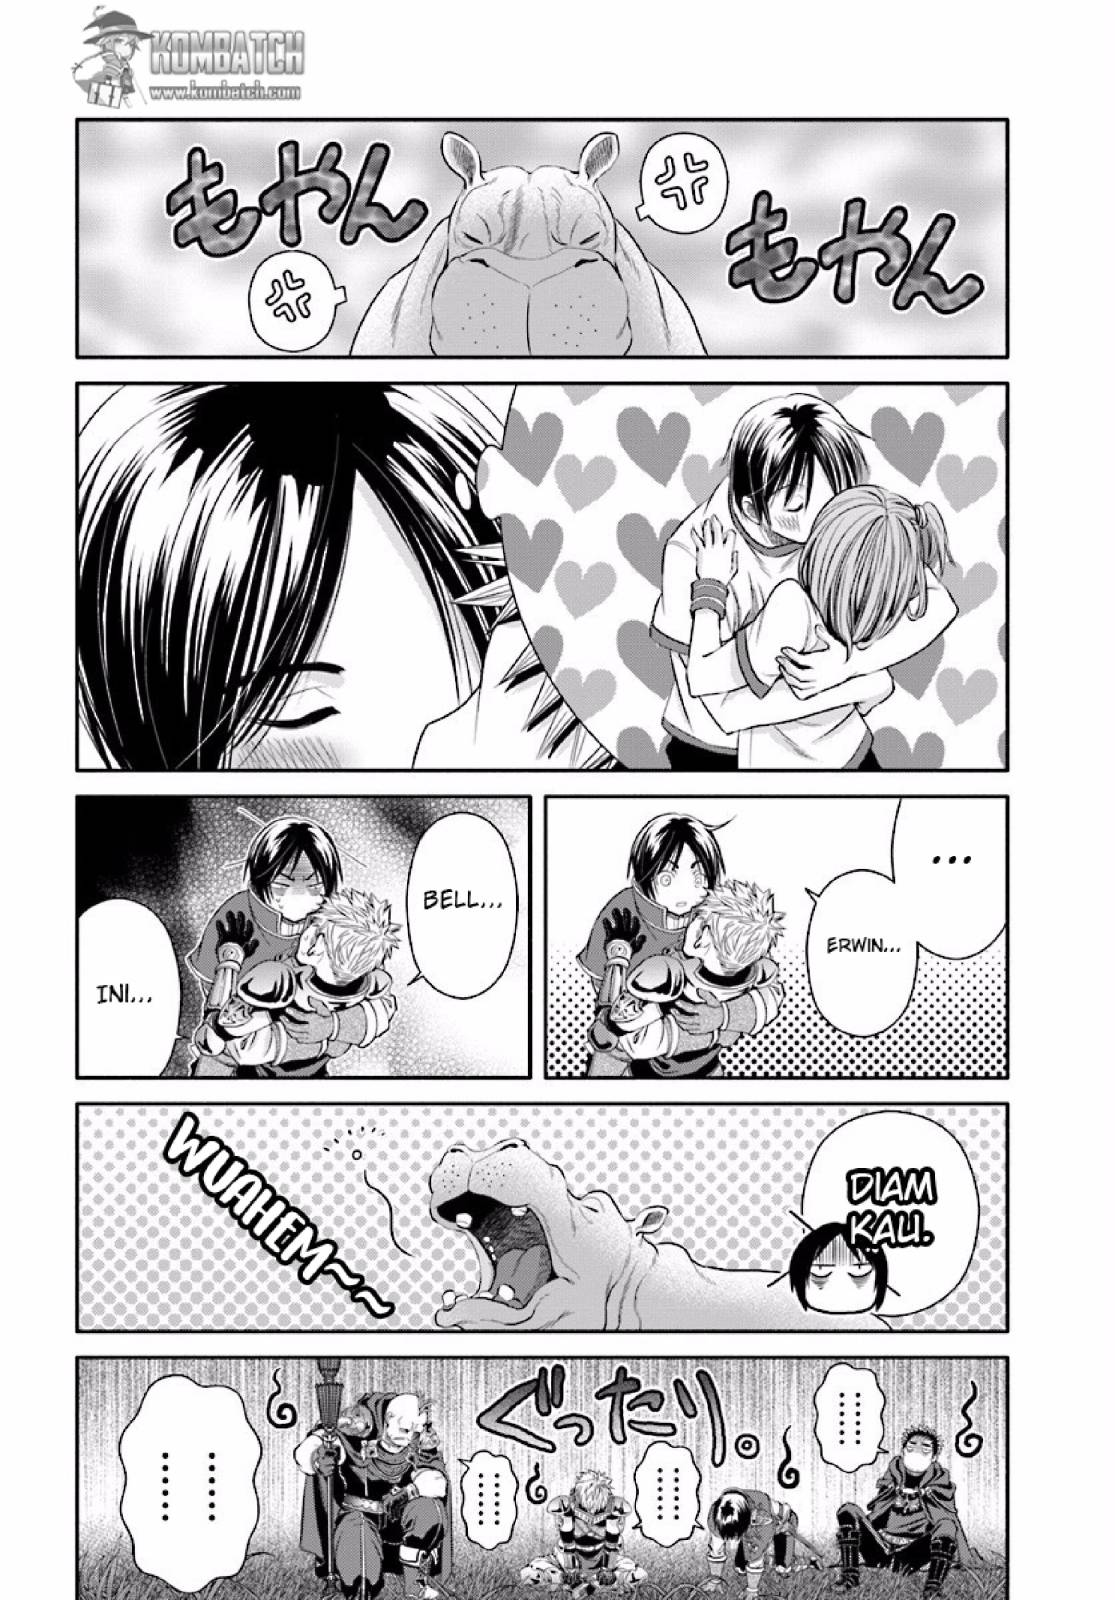 KOMBATCH
www.kombatch.com
もやん
もやん
...
ERWIN...
BELL...
INI...
WUAHEM~~
DIAM
KAU.
ぐったり。
......
......
......
......